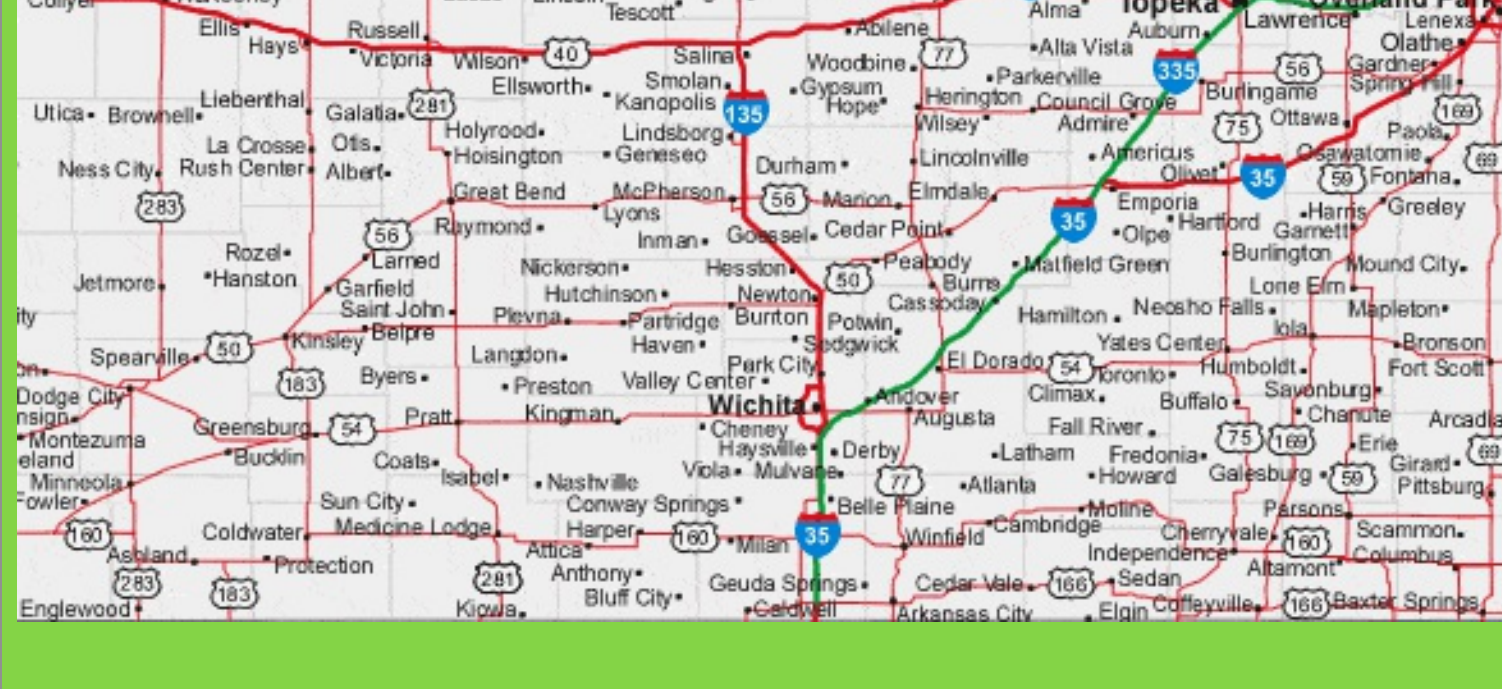 Collyer
Tescott
Alma
Topeka
Overland Park
Lawrence
Lenexa
Ellis
Russell
Abilene
Auburn
Olathe
Hays
Victoria
Wilson
40
Salina
77
Alta Vista
335
Gardner
Woodbine
56
Spring Hill
Ellsworth
Smolan
Gypsum
Parkerville
Burlingame
Utica
Brownell
Liebenthal
Galatia
281
Kanopolis
135
Hope
Herington
Council Grove
169
Holyrood
Lindsborg
Wilsey
Admire
75
Ottawa
Paola
La Crosse
Otis
Hoisington
Geneseo
Durham
Lincolnville
Americus
Osawatomie
69
Ness City
Rush Center
Albert
Olivet
35
59
Fontana
283
Great Bend
McPherson
56
Marion
Elmdale
Emporia
Harris
Greeley
Lyons
35
Hartford
56
Raymond
Inman
Goessel
Cedar Point
Olpe
Garnett
Rozel
Larned
Burlington
Hanston
Nickerson
Hesston
50
Peabody
Matfield Green
Mound City
Jetmore
Garfield
Hutchinson
Newton
Burns
Lone Elm
Saint John
Cassoday
ity
Plevna
Partridge
Burrton
Potwin
Hamilton
Neosho Falls
Mapleton
Kinsley
Belpre
Haven
Sedgwick
Iola
Spearville
50
Langdon
Park City
El Dorado
54
Yates Center
Bronson
on
183
Byers
Preston
Valley Center
Toronto
Humboldt
Fort Scott
Dodge City
Wichita
Andover
Climax
Buffalo
Savonburg
nsign
Greensburg
54
Pratt
Kingman
Augusta
Chanute
Arcadia
Montezuma
Cheney
Fall River
75
169
Erie
69
eland
Bucklin
Coats
Haysville
Derby
Latham
Fredonia
Girard
Minneola
Isabel
Nashville
Viola
Mulvane
77
Atlanta
Howard
Galesburg
59
Pittsburg
Fowler
Sun City
Conway Springs
Belle Plaine
Moline
Parsons
160
Coldwater
Medicine Lodge
Harper
160
Milan
35
Winfield
Cambridge
Cherryvale
160
Scammon
Ashland
Protection
Attica
Independence
Columbus
283
183
281
Anthony
Geuda Springs
Cedar Vale
166
Sedan
Altamont
Bluff City
Englewood
Kiowa
Caldwell
Arkansas City
Elgin
Coffeyville
166
Baxter Springs